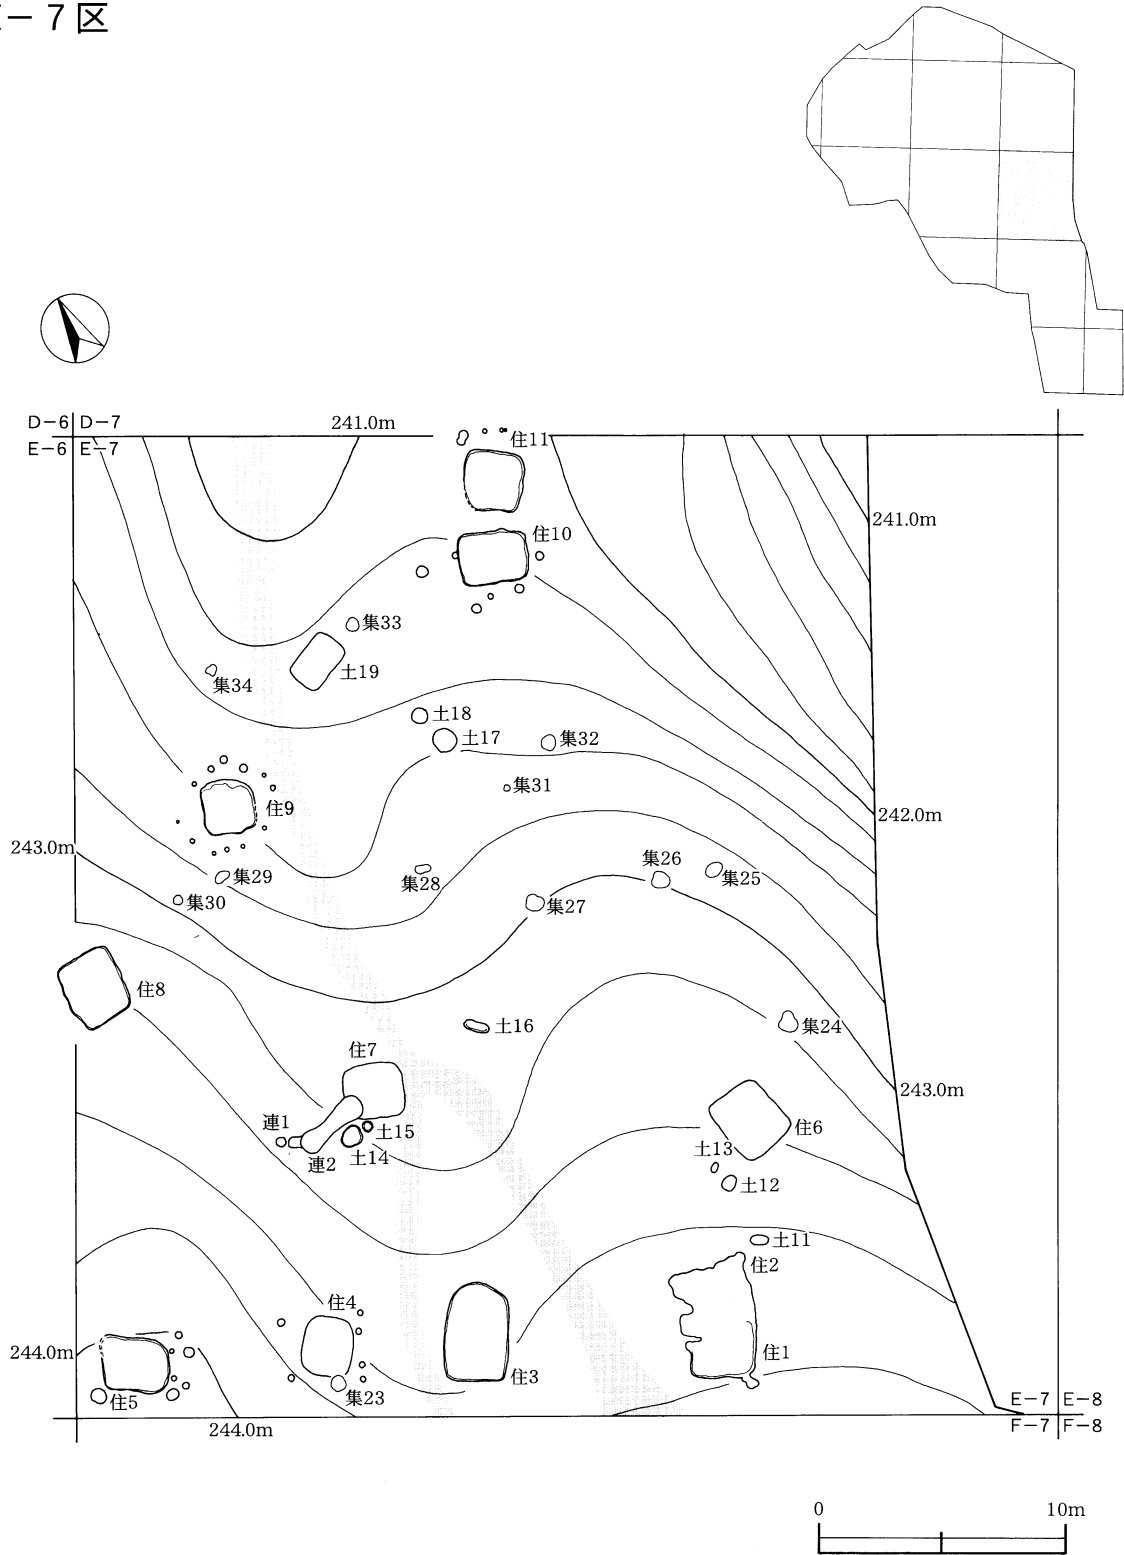 －７区
D-6 D-7
E-6 E-7
241.0m
住11
241.0m
住10
集33
土19
集34
土18
土17
集32
集31
住9
242.0m
243.0m
集26
集25
集29
集28
集30
集27
住8
集24
土16
住7
243.0m
連1
土15
土13
住6
連2
土14
土12
土11
住2
住4
244.0m
住1
住3
集23
住5
E-7 E-8
F-7 F-8
244.0m
0 10m